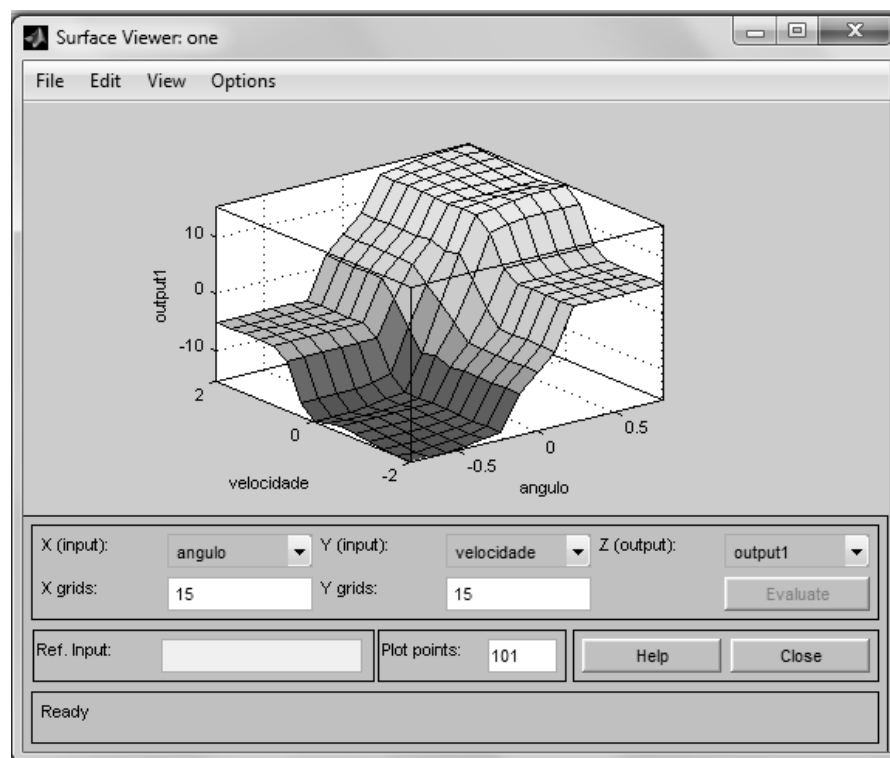 Surface Viewer: one
File Edit View Options
10
0
-10
output1
2
0
-2
velocidade
-0.5
0
0.5
angulo
X (input): angulo Y (input): velocidade Z (output): output1
X grids: 15 Y grids: 15 Evaluate
Ref. Input: Plot points: 101 Help Close
Ready